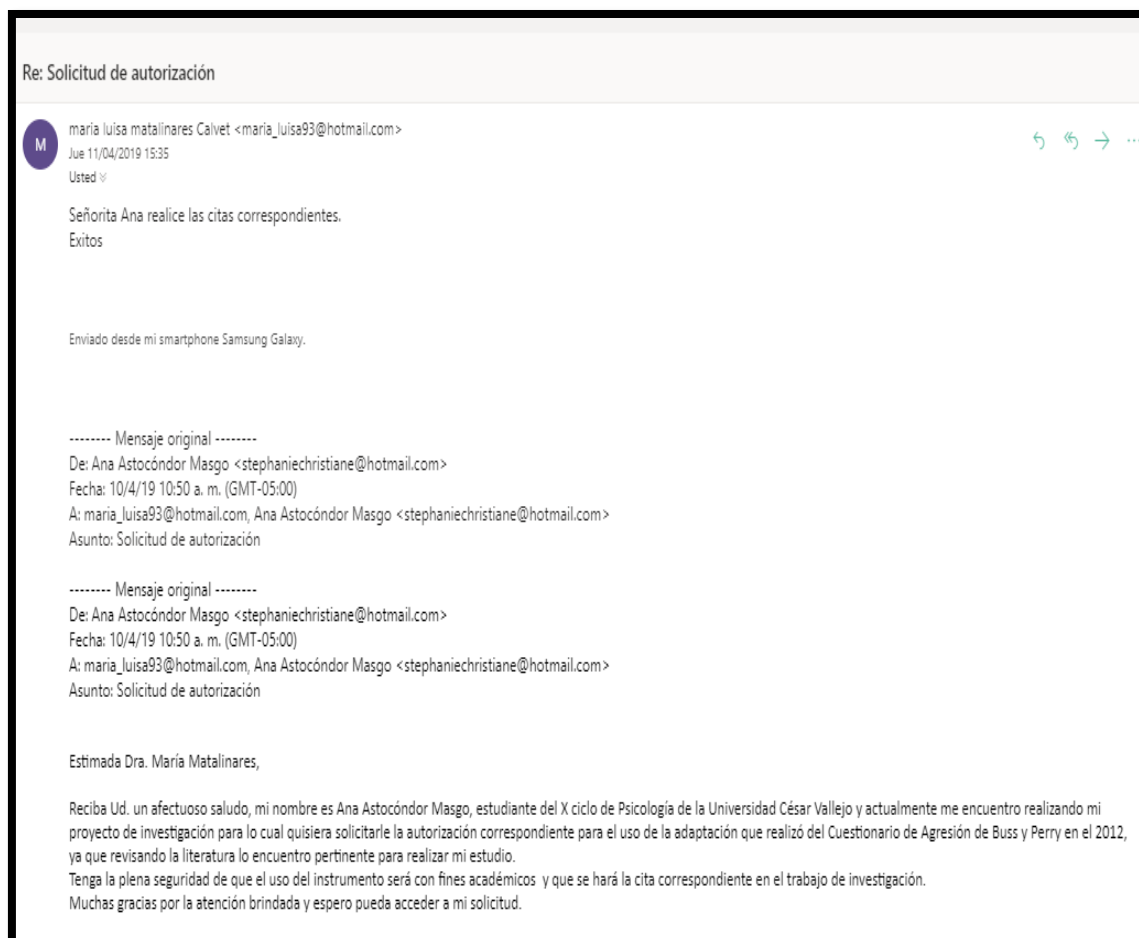 Re: Solicitud de autorización
M
maria luisa matalinares Calvet <maria_luisa93@hotmail.com>
Jue 11/04/2019 15:35
Usted
Señorita Ana realice las citas correspondientes.
Exitos
Enviado desde mi smartphone Samsung Galaxy.
-------- Mensaje original --------
De: Ana Astocóndor Masgo <stephaniechristiane@hotmail.com>
Fecha: 10/4/19 10:50 a. m. (GMT-05:00)
A: maria_luisa93@hotmail.com, Ana Astocóndor Masgo <stephaniechristiane@hotmail.com>
Asunto: Solicitud de autorización
-------- Mensaje original --------
De: Ana Astocóndor Masgo <stephaniechristiane@hotmail.com>
Fecha: 10/4/19 10:50 a. m. (GMT-05:00)
A: maria_luisa93@hotmail.com, Ana Astocóndor Masgo <stephaniechristiane@hotmail.com>
Asunto: Solicitud de autorización
Estimada Dra. María Matalinares,
Reciba Ud. un afectuoso saludo, mi nombre es Ana Astocóndor Masgo, estudiante del X ciclo de Psicología de la Universidad César Vallejo y actualmente me encuentro realizando mi
proyecto de investigación para lo cual quisiera solicitarle la autorización correspondiente para el uso de la adaptación que realizó del Cuestionario de Agresión de Buss y Perry en el 2012,
ya que revisando la literatura lo encuentro pertinente para realizar mi estudio.
Tenga la plena seguridad de que el uso del instrumento será con fines académicos y que se hará la cita correspondiente en el trabajo de investigación.
Muchas gracias por la atención brindada y espero pueda acceder a mi solicitud.